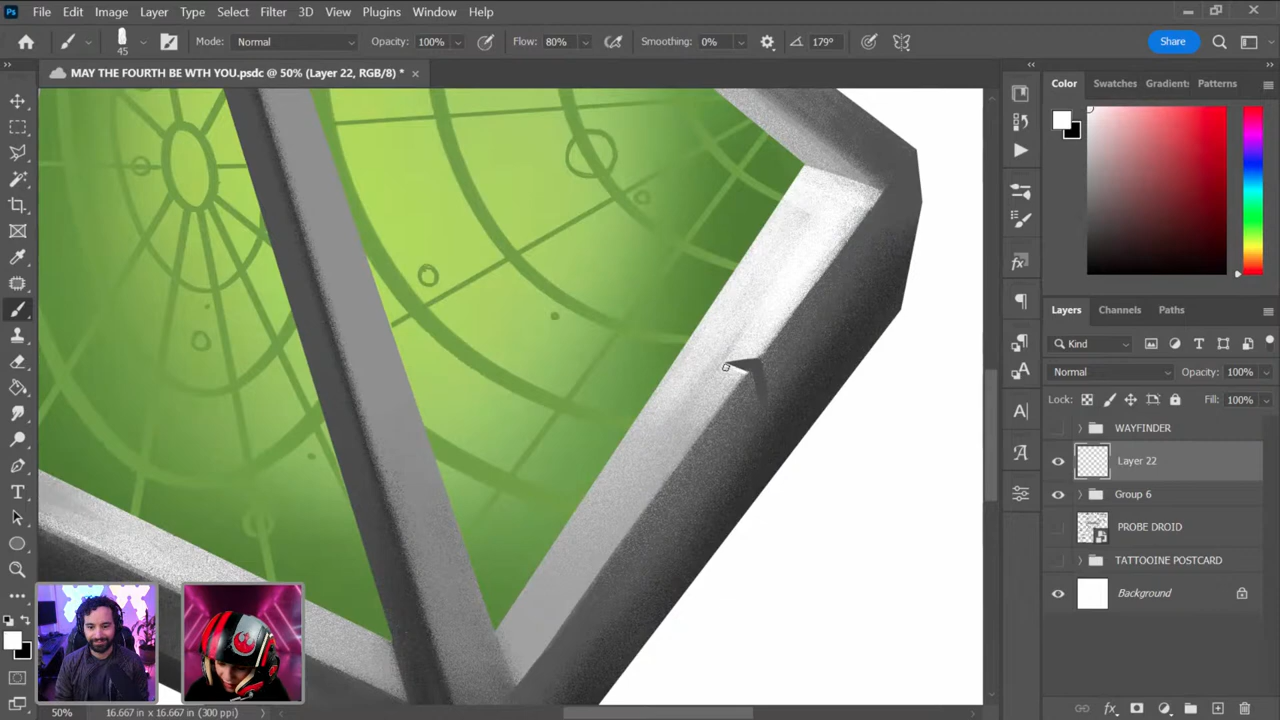 Ps File Edit Image Layer Type Select Filter 3D View Plugins Window Help
45 Mode: Normal Opacity: 100% Flow: 80% Smoothing: 0% 179° Share
MAY THE FOURTH BE WTH YOU.psdc @ 50% (Layer 22, RGB/8) *
Color Swatches Gradient: Patterns
Layers Channels Paths
Kind
Normal Opacity: 100%
Lock: Fill: 100%
WAYFINDER
Layer 22
Group 6
PROBE DROID
TATTOOINE POSTCARD
Background
50% 16.667 in x 16.667 in (300 ppi)